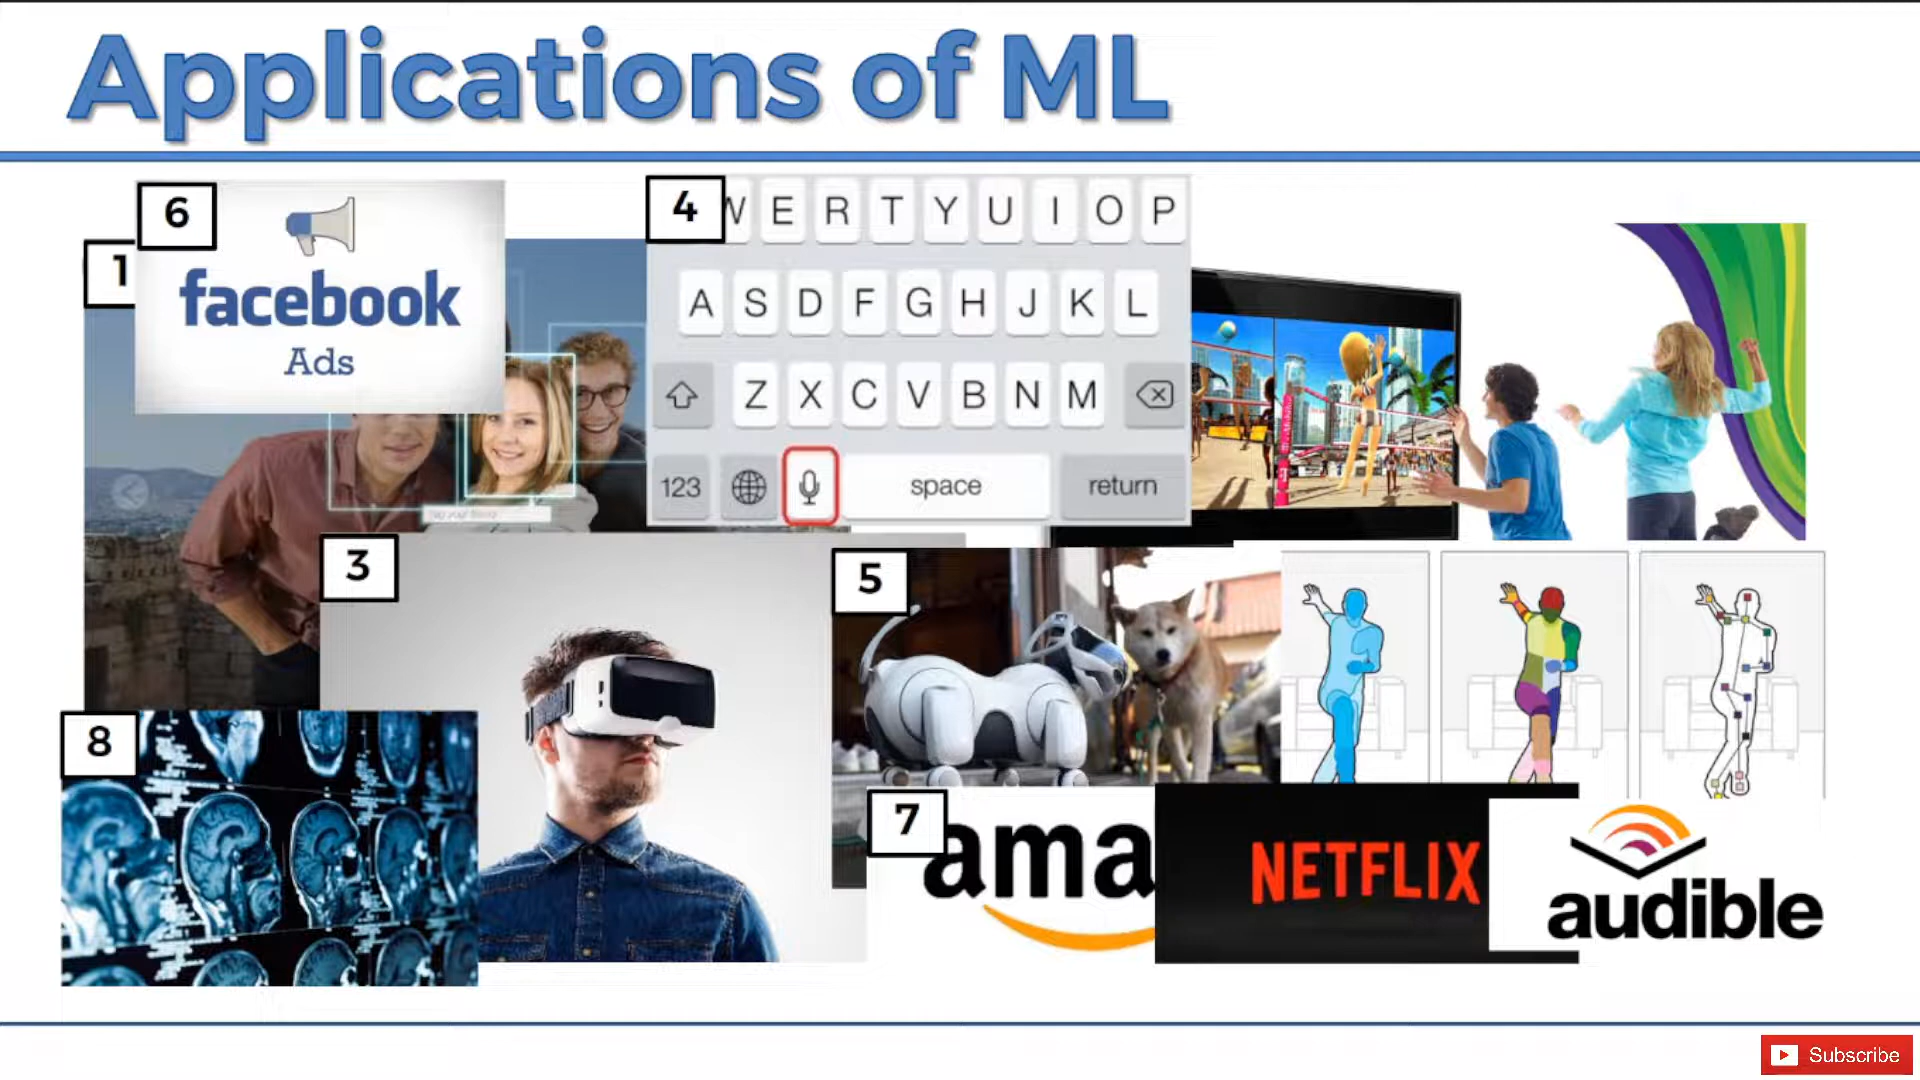 Applications of ML
6
facebook
Ads
1
4
W E R T Y U I O P
A S D F G H J K L
Z X C V B N M
123
space
return
3
5
8
7
ama
NETFLIX
audible
Subscribe